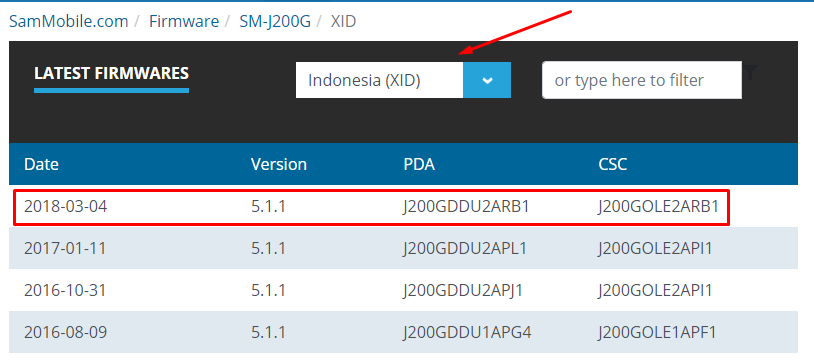 SamMobile.com / Firmware / SM-J200G / XID
LATEST FIRMWARES Indonesia (XID) or type here to filter
Date Version PDA CSC
2018-03-04 5.1.1 J200GDDU2ARB1 J200GOLE2ARB1
2017-01-11 5.1.1 J200GDDU2APL1 J200GOLE2API1
2016-10-31 5.1.1 J200GDDU2APJ1 J200GOLE2API1
2016-08-09 5.1.1 J200GDDU1APG4 J200GOLE1APF1